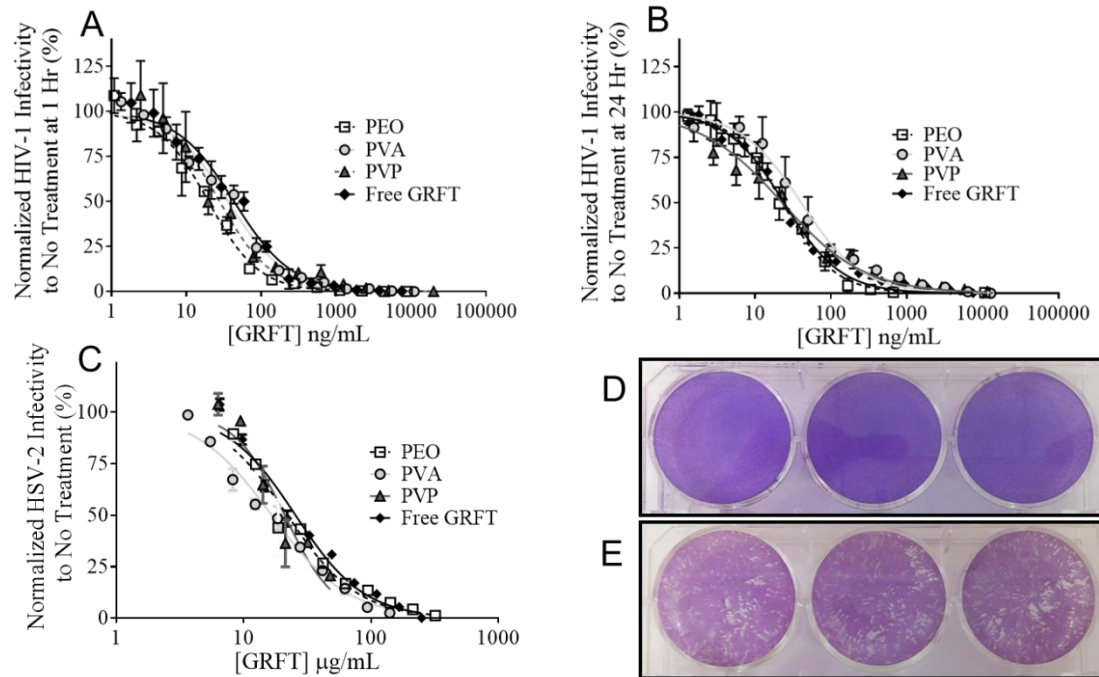 A
Normalized HIV-1 Infectivity
to No Treatment at 1 Hr (%)
125
100
75
50
25
0
1
10
100
1000
10000
100000
[GRFT] ng/mL
PEO
PVA
PVP
Free GRFT
B
Normalized HIV-1 Infectivity
to No Treatment at 24 Hr (%)
125
100
75
50
25
0
1
10
100
1000
10000
100000
[GRFT] ng/mL
PEO
PVA
PVP
Free GRFT
C
Normalized HSV-2 Infectivity
to No Treatment (%)
100
75
50
25
0
1
10
100
1000
[GRFT] μg/mL
PEO
PVA
PVP
Free GRFT
D
E